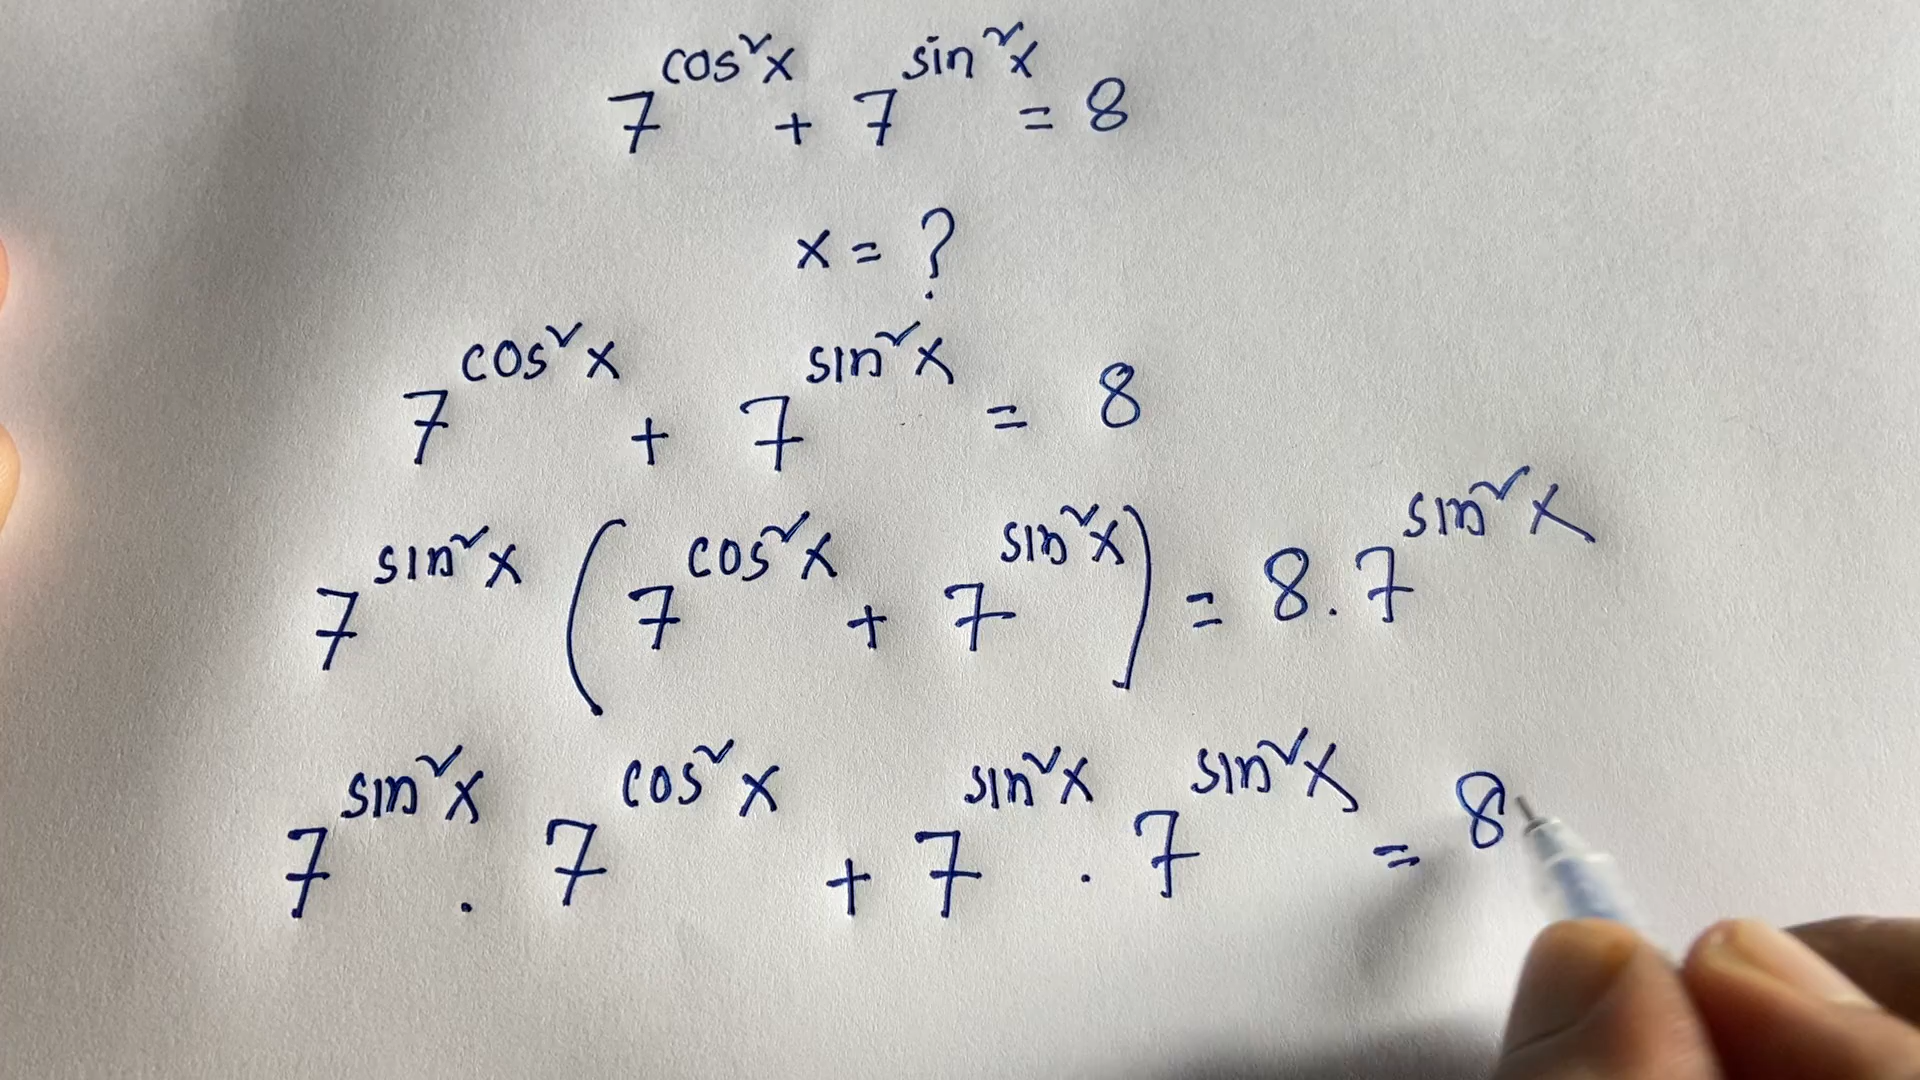 7^cos²x + 7^sin²x = 8
x = ?
7^cos²x + 7^sin²x = 8
7^sin²x (7^cos²x + 7^sin²x) = 8.7^sin²x
7^sin²x . 7^cos²x + 7^sin²x . 7^sin²x = 8